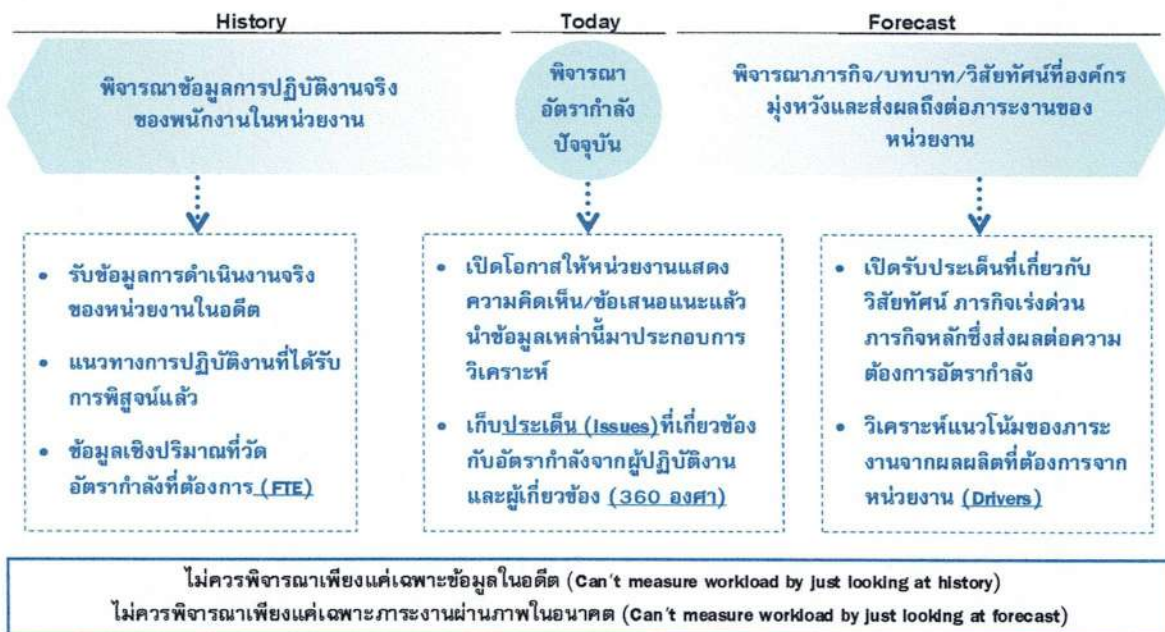 History
Today
Forecast
พิจารณาข้อมูลการปฏิบัติงานจริง
ของพนักงานในหน่วยงาน
พิจารณา
อัตรากำลัง
ปัจจุบัน
พิจารณาภารกิจ/บทบาท/วิสัยทัศน์ที่องค์กร
มุ่งหวังและส่งผลถึงต่อภาระงานของ
หน่วยงาน
• รับข้อมูลการดำเนินงานจริง
ของหน่วยงานในอดีต
• แนวทางการปฏิบัติงานที่ได้รับ
การพิสูจน์แล้ว
• ข้อมูลเชิงปริมาณที่วัด
อัตรากำลังที่ต้องการ (FTE)
• เปิดโอกาสให้หน่วยงานแสดง
ความคิดเห็น/ข้อเสนอแนะแล้ว
นำข้อมูลเหล่านี้มาประกอบการ
วิเคราะห์
• เก็บประเด็น (Issues)ที่เกี่ยวข้อง
กับอัตรากำลังจากผู้ปฏิบัติงาน
และผู้เกี่ยวข้อง (360 องศา)
• เปิดรับประเด็นที่เกี่ยวกับ
วิสัยทัศน์ ภารกิจเร่งด่วน
ภารกิจหลักซึ่งส่งผลต่อความ
ต้องการอัตรากำลัง
• วิเคราะห์แนวโน้มของภาระ
งานจากผลผลิตที่ต้องการจาก
หน่วยงาน (Drivers)
ไม่ควรพิจารณาเพียงแค่เฉพาะข้อมูลในอดีต (Can't measure workload by just looking at history)
ไม่ควรพิจารณาเพียงแค่เฉพาะภาระงานผ่านภาพในอนาคต (Can't measure workload by just looking at forecast)